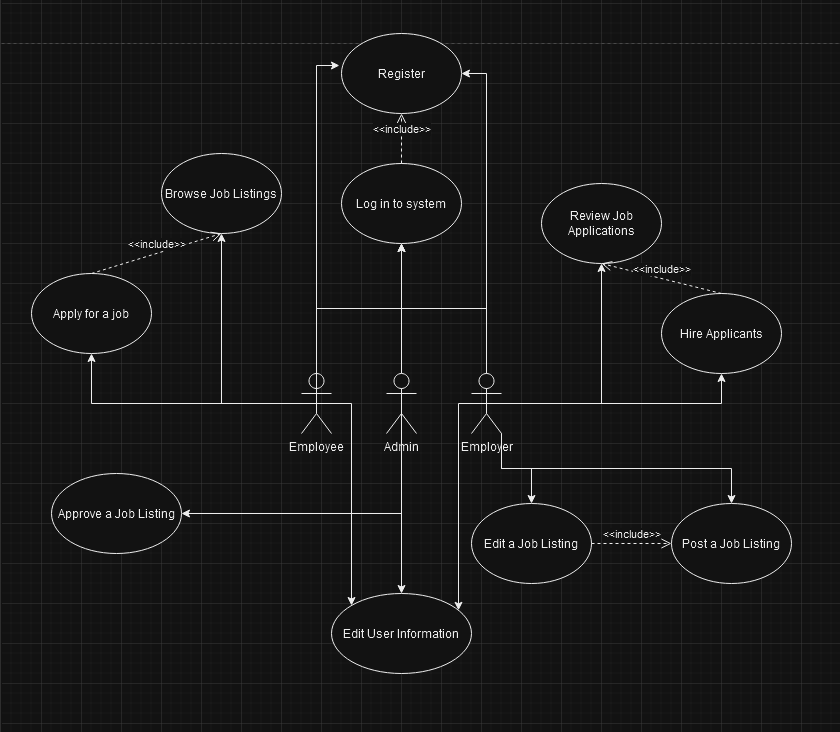 Register
<<include>>
Browse Job Listings
Log in to system
Review Job
Applications
<<include>>
<<include>>
Apply for a job
Hire Applicants
Employee
Admin
Employer
Approve a Job Listing
Edit a Job Listing
<<include>>
Post a Job Listing
Edit User Information